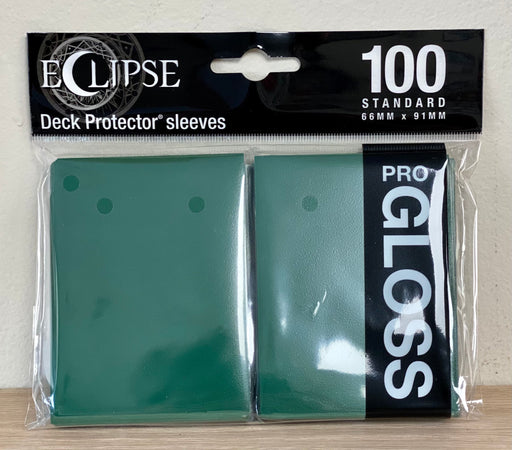 ECLIPSE
Deck Protector® sleeves
100
STANDARD
66MM x 91MM
PRO
GLOSS